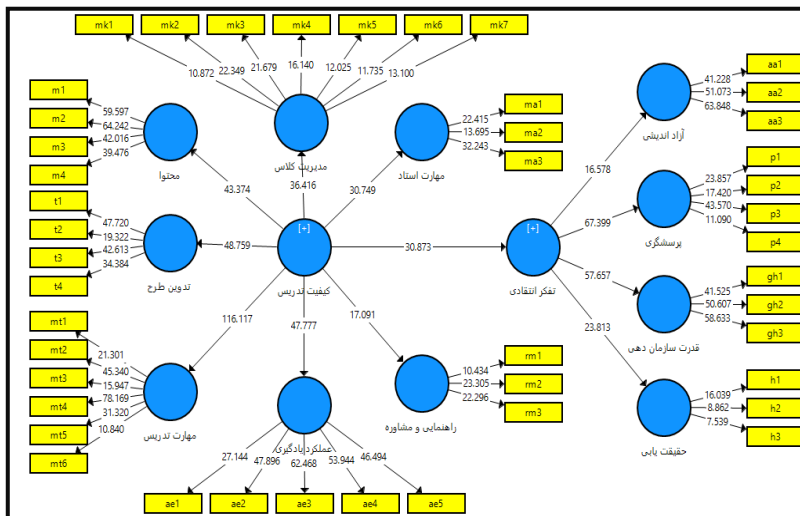 mk1
mk2
mk3
mk4
mk5
mk6
mk7
10.872
22.349
21.679
16.140
12.025
11.735
13.100
مدیریت کلاس
36.416
m1
m2
m3
m4
59.597
64.242
42.016
39.476
محتوا
43.374
ma1
ma2
ma3
22.415
13.695
32.243
مهارت استاد
30.749
t1
t2
t3
t4
47.720
19.322
42.613
34.384
تدوین طرح
48.759
[+]
کیفیت تدریس
30.873
[+]
تفکر انتقادی
mt1
mt2
mt3
mt4
mt5
mt6
21.301
45.340
15.947
78.169
31.320
10.840
مهارت تدریس
116.117
47.777
عملکرد یادگیری
27.144
47.896
62.468
53.944
46.494
ae1
ae2
ae3
ae4
ae5
17.091
راهنمایی و مشاوره
10.434
23.305
22.296
rm1
rm2
rm3
16.578
آزاد اندیشی
41.228
51.073
63.848
aa1
aa2
aa3
67.399
پرسشگری
23.857
17.420
43.570
11.090
p1
p2
p3
p4
57.657
قدرت سازمان دهی
41.525
50.607
58.633
gh1
gh2
gh3
23.813
حقیقت یابی
16.039
8.862
7.539
h1
h2
h3